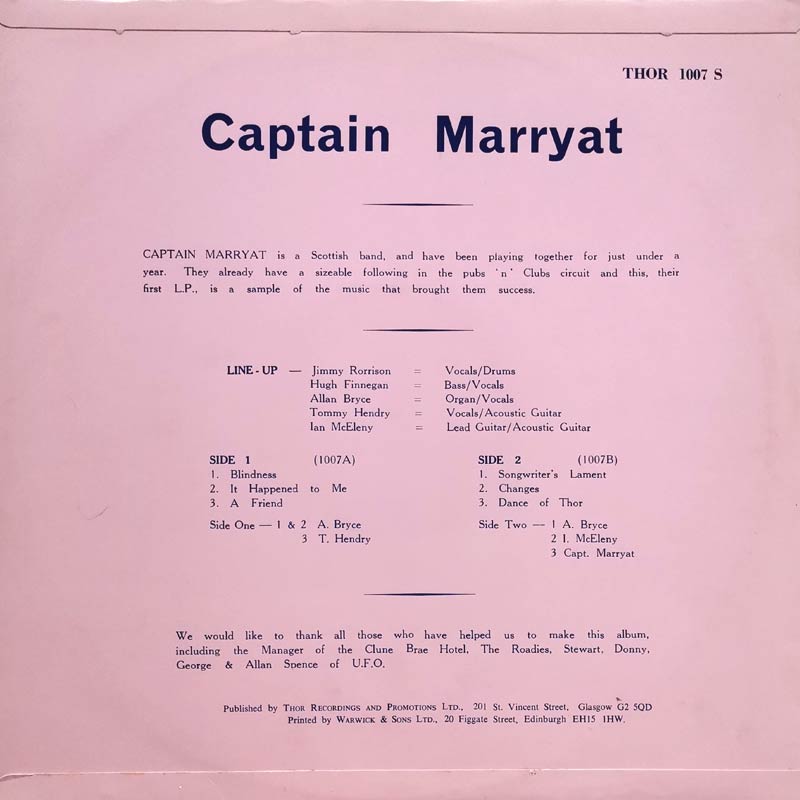 THOR 1007 S
Captain Marryat
CAPTAIN MARRYAT is a Scottish band, and have been playing together for just under a
year. They already have a sizeable following in the pubs 'n' Clubs circuit and this, their
first L.P., is a sample of the music that brought them success.
LINE-UP — Jimmy Rorrison = Vocals/Drums
Hugh Finnegan = Bass/Vocals
Allan Bryce = Organ/Vocals
Tommy Hendry = Vocals/Acoustic Guitar
Ian McEleny = Lead Guitar/Acoustic Guitar
SIDE 1 (1007A)
1. Blindness
2. It Happened to Me
3. A Friend
Side One — 1 & 2 A. Bryce
3 T. Hendry
SIDE 2 (1007B)
1. Songwriter's Lament
2. Changes
3. Dance of Thor
Side Two — 1 A. Bryce
2 I. McEleny
3 Capt. Marryat
We would like to thank all those who have helped us to make this album,
including the Manager of the Clune Brae Hotel, The Roadies, Stewart, Donny,
George & Allan Spence of U.F.O.
Published by THOR RECORDINGS AND PROMOTIONS LTD., 201 St. Vincent Street, Glasgow G2 5QD
Printed by WARWICK & SONS LTD., 20 Figgate Street, Edinburgh EH15 1HW.